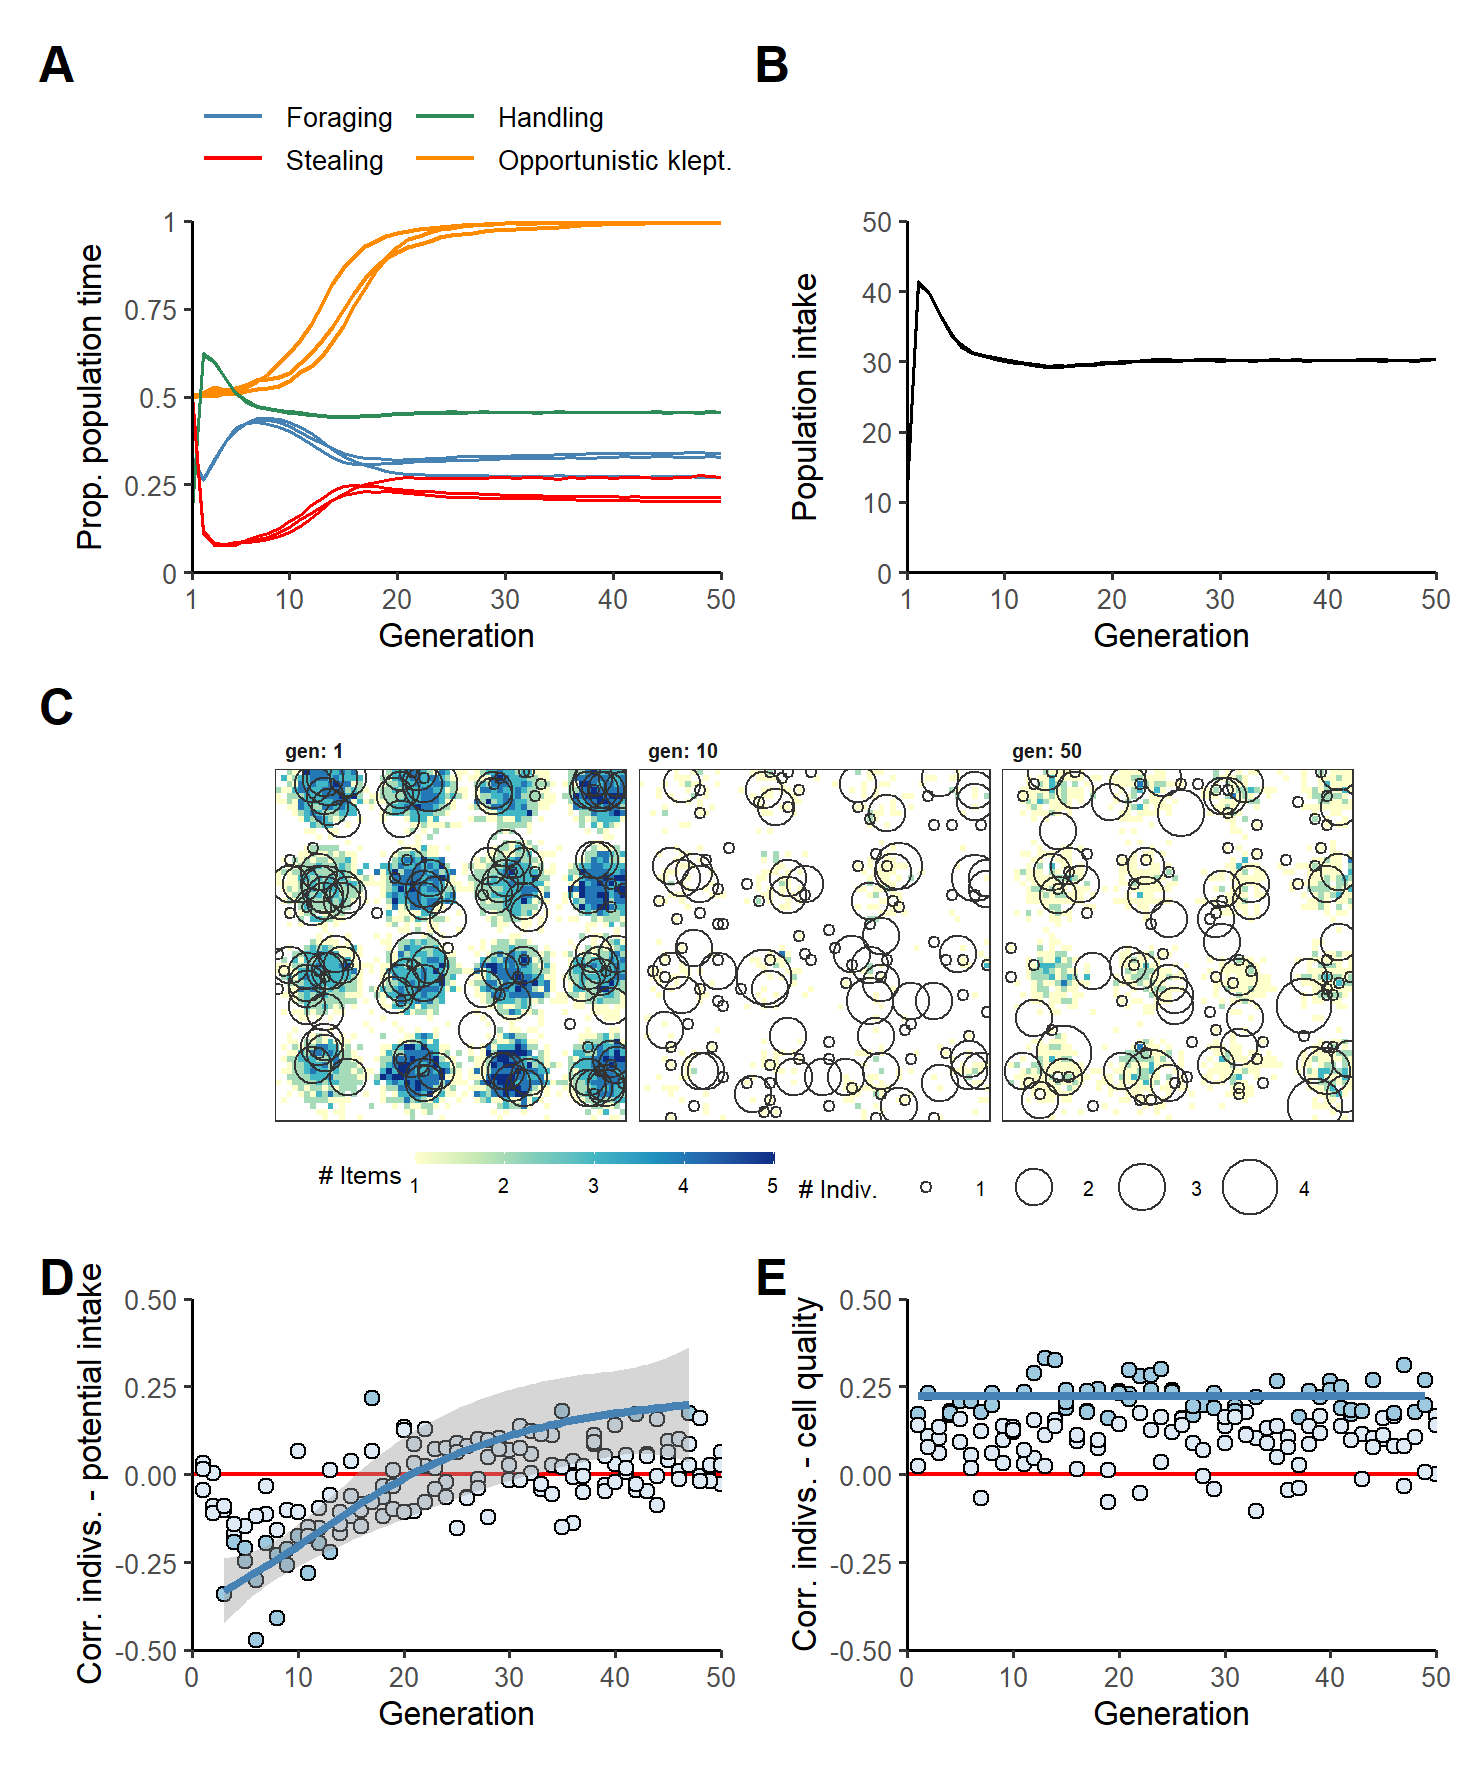 A
B
Foraging
Handling
Stealing
Opportunistic klept.
Prop. population time
1
0.75
0.5
0.25
0
1 10 20 30 40 50
Generation
Population intake
50
40
30
20
10
0
1 10 20 30 40 50
Generation
C
gen: 1
gen: 10
gen: 50
# Items
1 2 3 4 5
# Indiv.
1 2 3 4
D
Corr. indivs. - potential intake
0.50
0.25
0.00
-0.25
-0.50
0 10 20 30 40 50
Generation
E
Corr. indivs. - cell quality
0.50
0.25
0.00
-0.25
-0.50
0 10 20 30 40 50
Generation